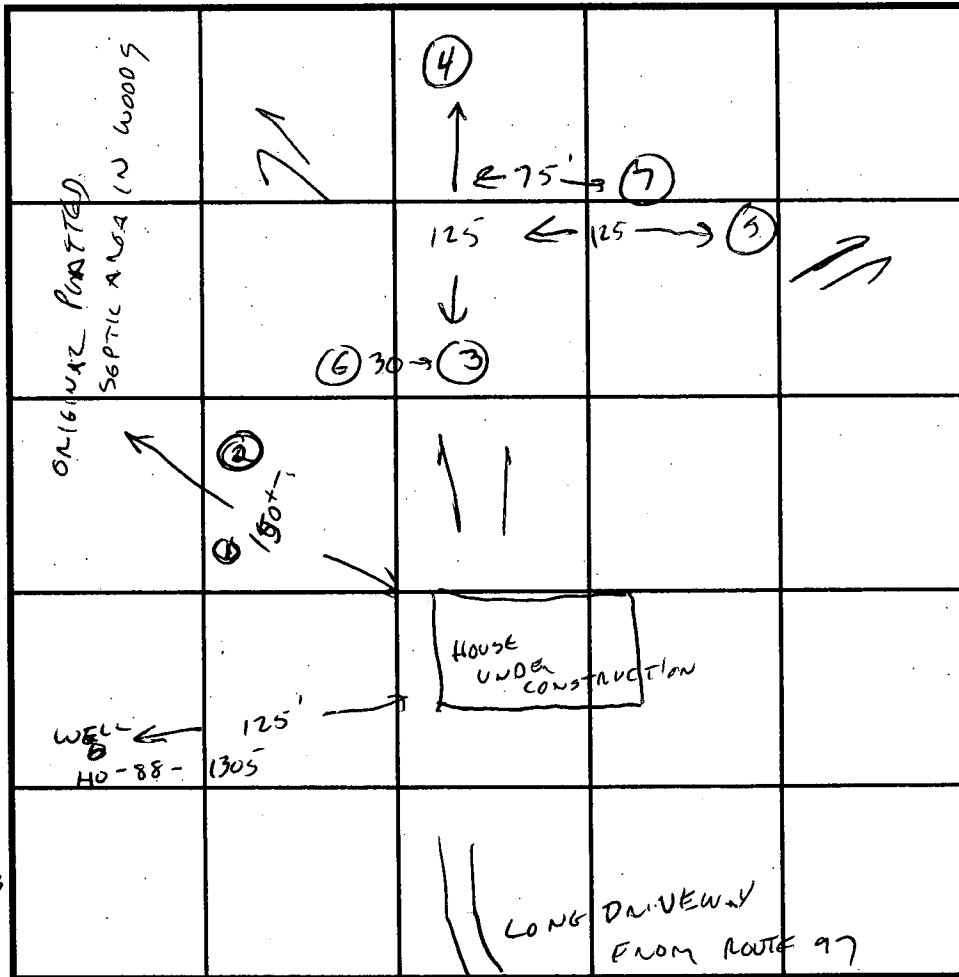 ORIGINAL PLATTED
SEPTIC AREA IN WOODS
4
75'
7
125
125
5
6
30
3
2
150+-
1
HOUSE
UNDER
CONSTRUCTION
125'
WELL
HO-88-1305
LONG DRIVEWAY
FROM ROUTE 97